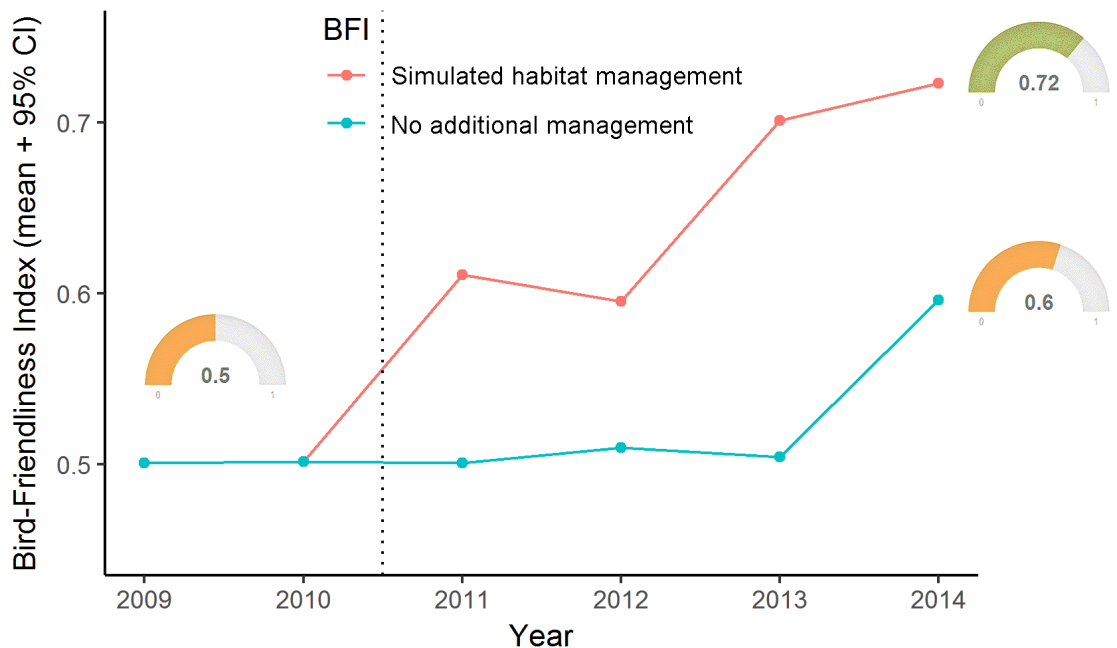 BFI
Simulated habitat management
No additional management
Bird-Friendliness Index (mean + 95% CI)
0.7
0.6
0.5
0.72
0 1
0.6
0 1
0.5
0 1
2009 2010 2011 2012 2013 2014
Year